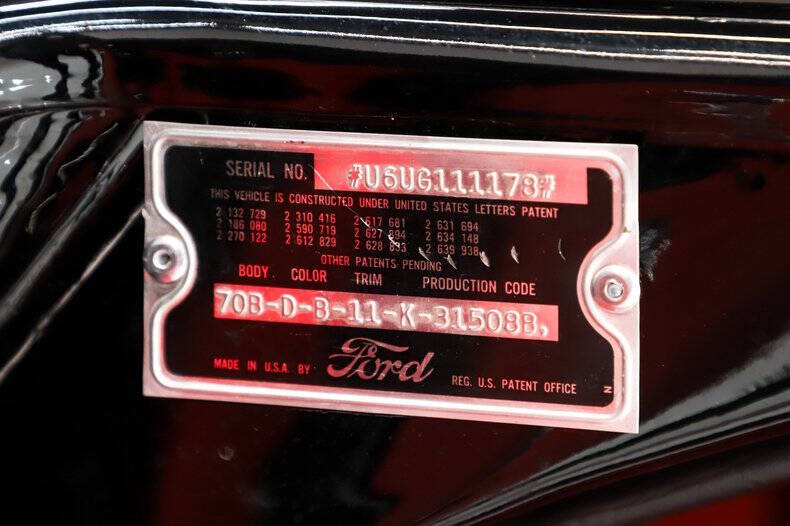 SERIAL NO. #U6UG111178#
THIS VEHICLE IS CONSTRUCTED UNDER UNITED STATES LETTERS PATENT
2 132 729 2 310 416 2 617 681 2 631 694
2 186 080 2 590 719 2 627 894 2 634 148
2 270 122 2 612 829 2 628 693 2 639 938
OTHER PATENTS PENDING
BODY COLOR TRIM PRODUCTION CODE
70B-D-B-11-K-31508B,
MADE IN U.S.A. BY Ford REG. U.S. PATENT OFFICE
N